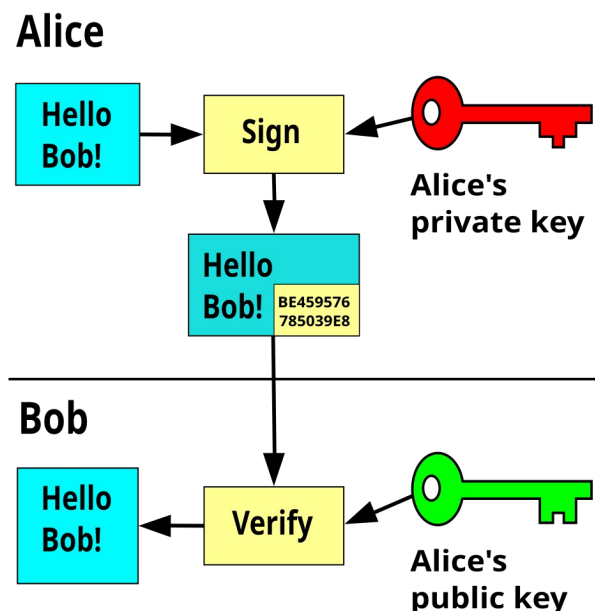 Alice
Hello
Bob!
Sign
Alice's
private key
Hello
Bob!
BE459576
785039E8
Bob
Hello
Bob!
Verify
Alice's
public key